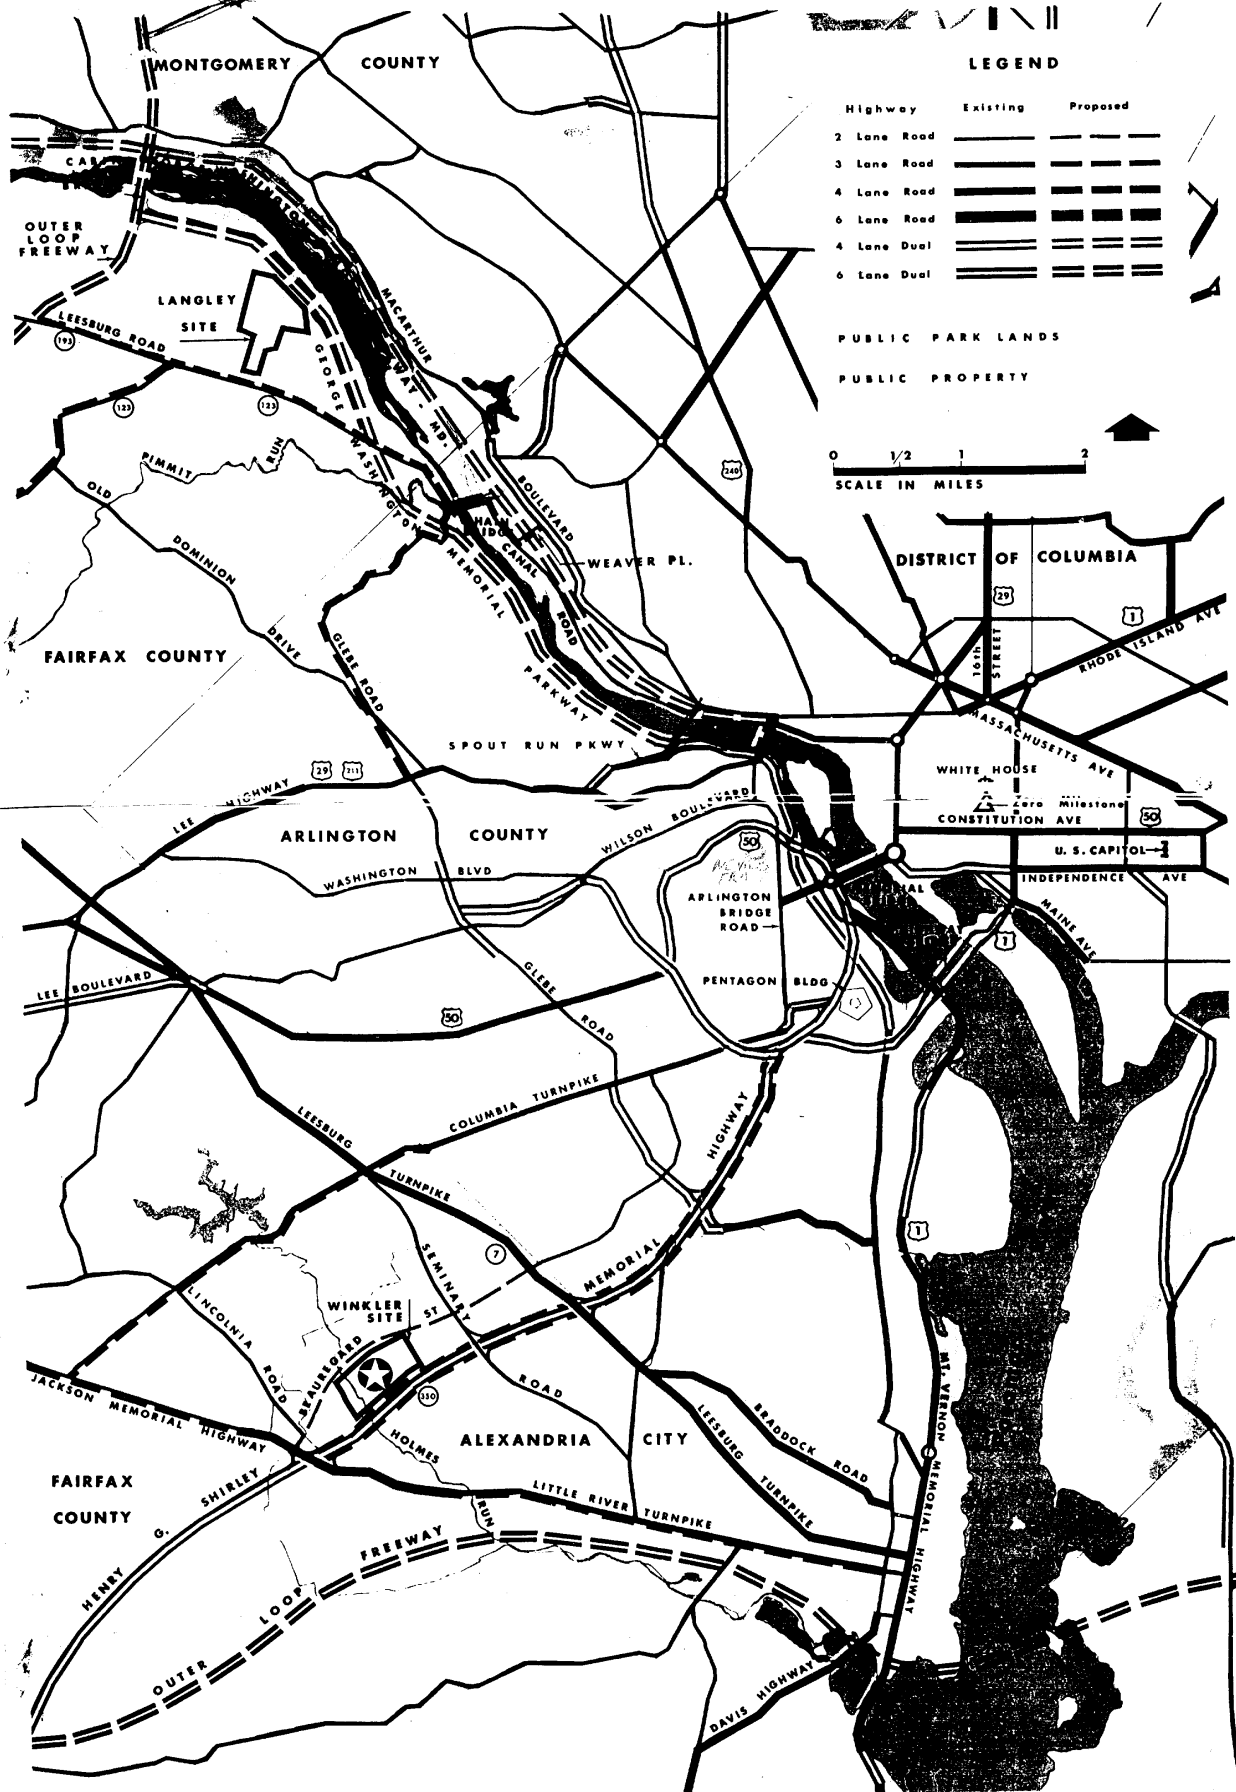 MONTGOMERY COUNTY
LEGEND
Highway Existing Proposed
2 Lane Road
3 Lane Road
4 Lane Road
6 Lane Road
4 Lane Dual
6 Lane Dual
PUBLIC PARK LANDS
PUBLIC PROPERTY
0 1/2 1 2
SCALE IN MILES
OUTER
LOOP
FREEWAY
LANGLEY
SITE
LEESBURG ROAD
193
123
123
GEORGE
WASHINGTON
MEMORIAL
PARKWAY
MACARTHUR
BOULEVARD
MD.
PIMMIT RUN
OLD
DOMINION
DRIVE
CANAL
ROAD
WEAVER PL.
240
DISTRICT OF COLUMBIA
29
1
16th
STREET
RHODE ISLAND AVE
MASSACHUSETTS AVE
FAIRFAX COUNTY
GLEBE ROAD
SPOUT RUN PKWY
29 211
LEE HIGHWAY
WHITE HOUSE
Zero Milestone
CONSTITUTION AVE
50
U. S. CAPITOL
INDEPENDENCE AVE
MAINE AVE
1
ARLINGTON COUNTY
WILSON BOULEVARD
50
WASHINGTON BLVD
ARLINGTON
BRIDGE
ROAD
PENTAGON BLDG
LEE BOULEVARD
50
GLEBE
ROAD
COLUMBIA TURNPIKE
LEESBURG
TURNPIKE
7
HIGHWAY
MEMORIAL
1
SEMINARY
ROAD
WINKLER
SITE
ST
BEAUREGARD
LINCOLNIA
ROAD
350
JACKSON MEMORIAL HIGHWAY
HOLMES
RUN
ALEXANDRIA CITY
BRADDOCK
ROAD
LEESBURG
TURNPIKE
MT. VERNON
MEMORIAL
HIGHWAY
FAIRFAX
COUNTY
HENRY G. SHIRLEY
LITTLE RIVER TURNPIKE
OUTER LOOP FREEWAY
DAVIS HIGHWAY